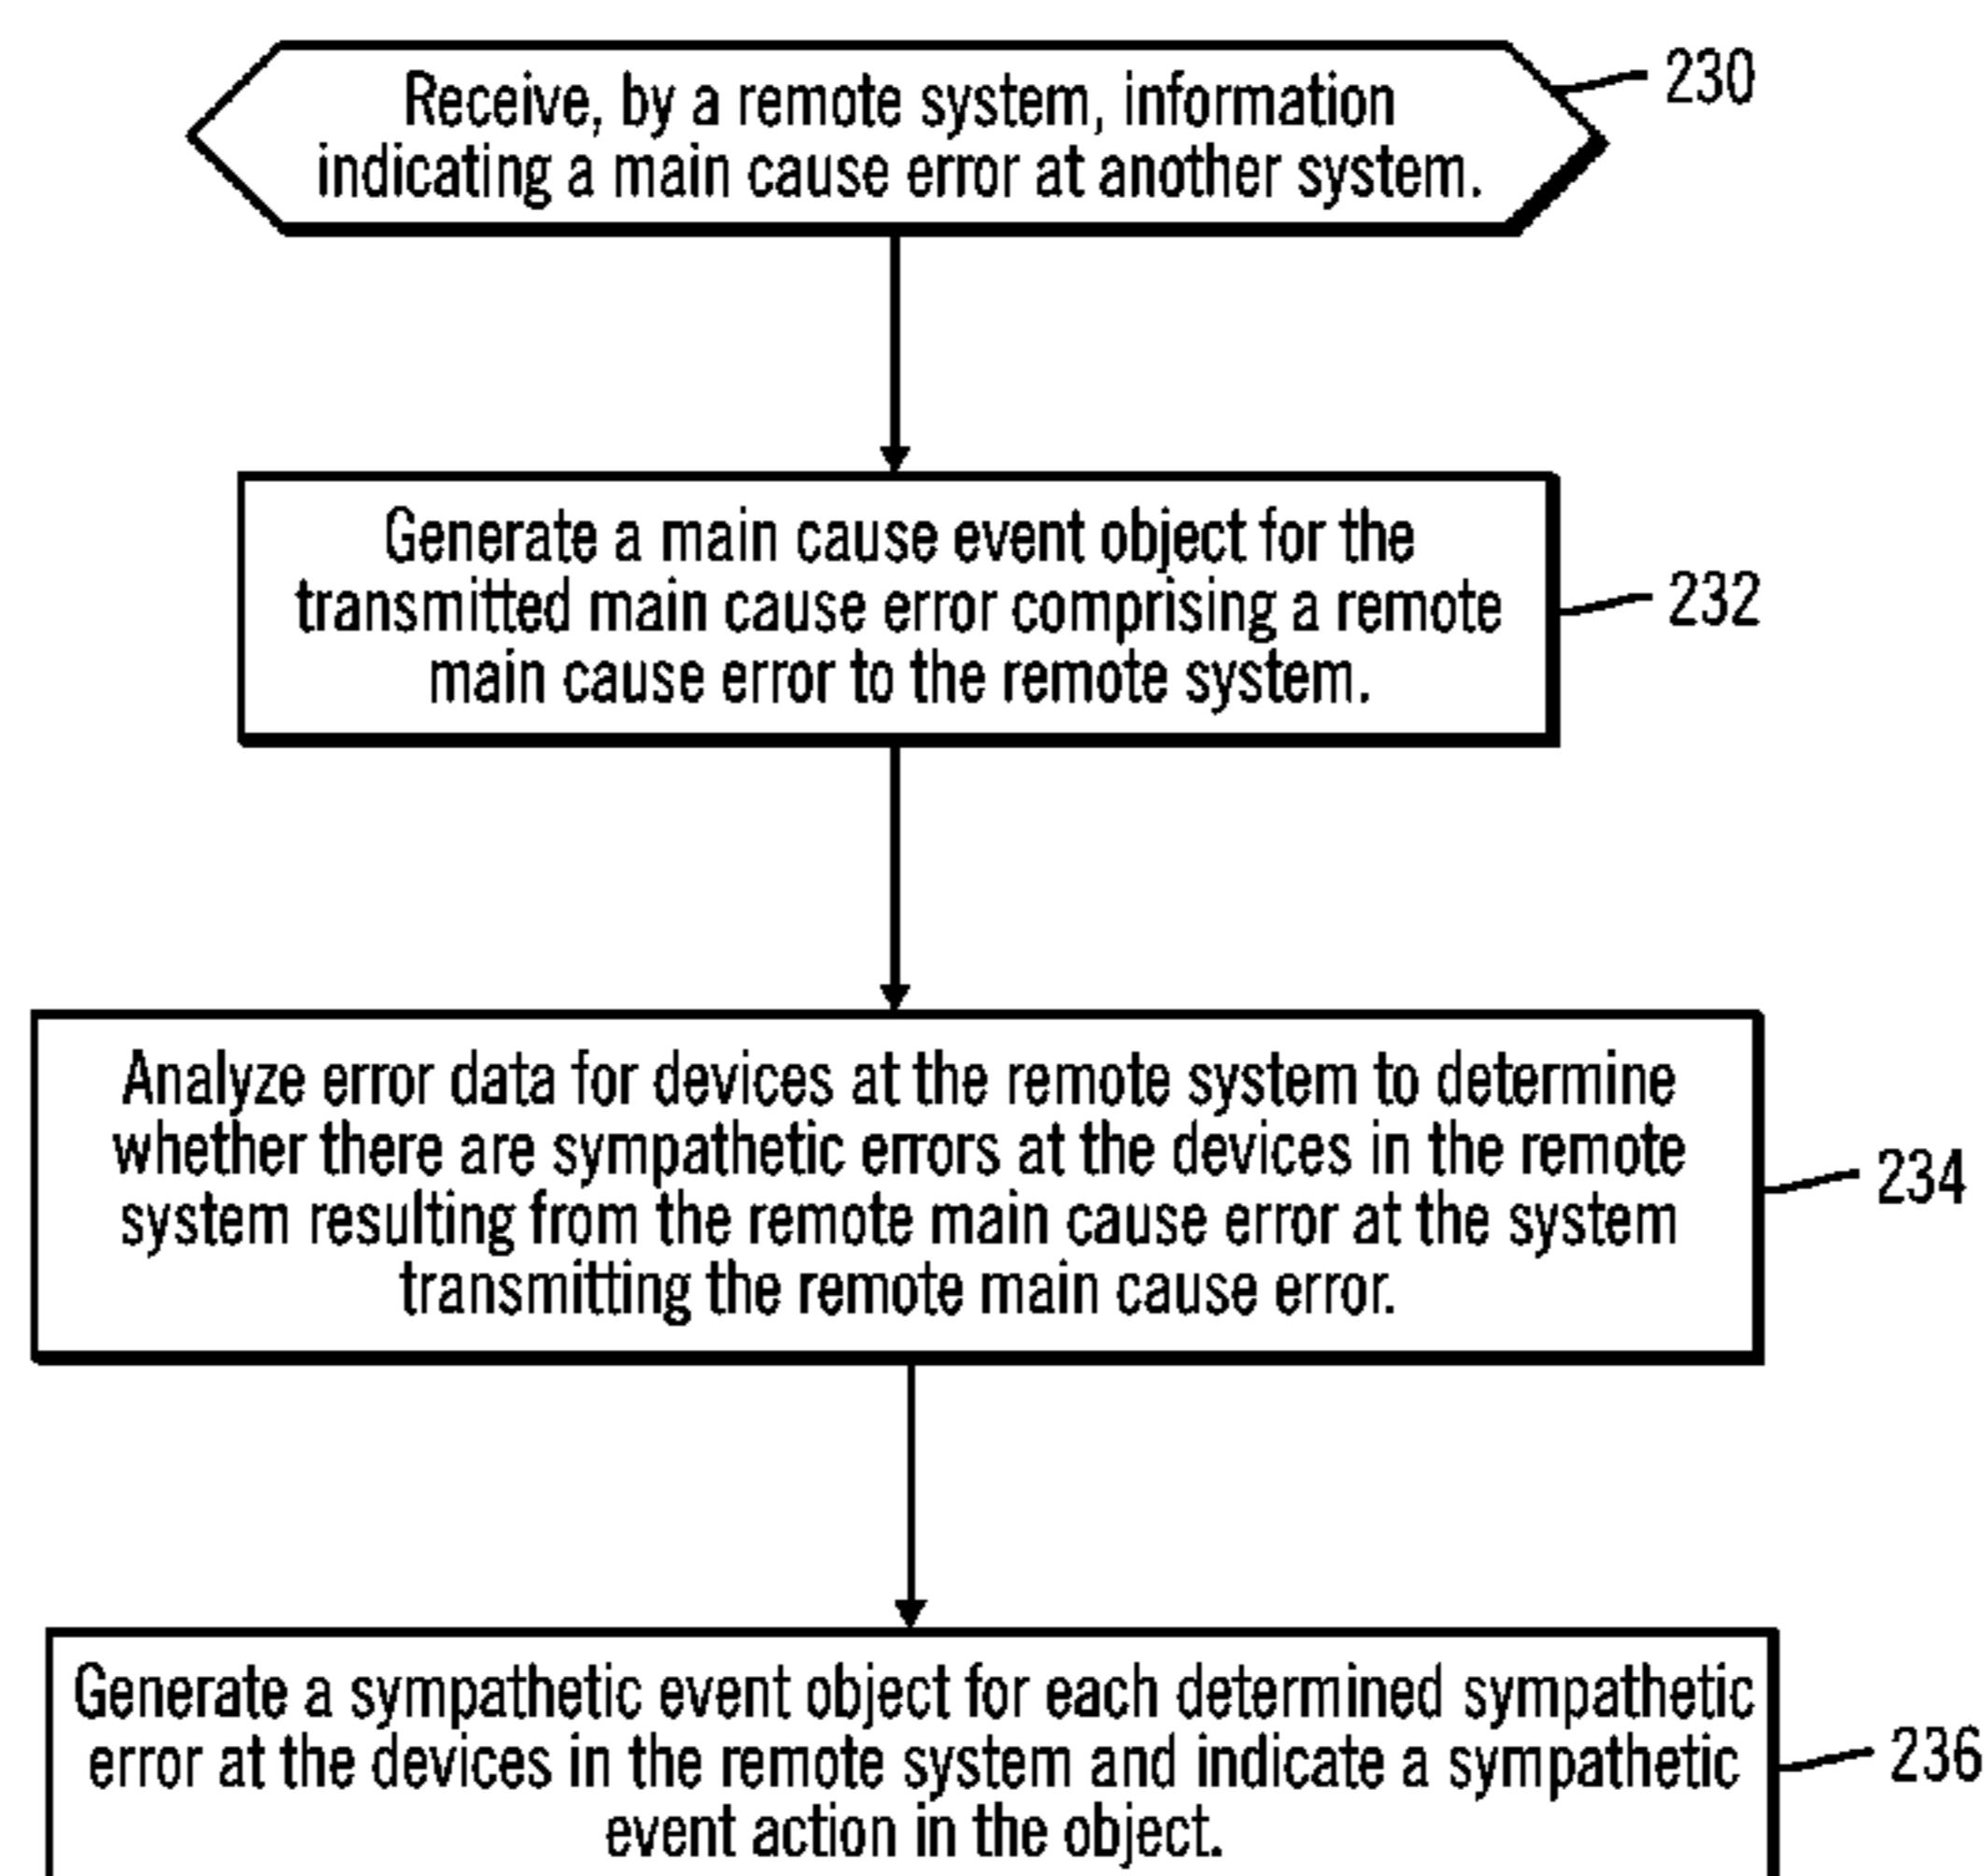 Receive, by a remote system, information
indicating a main cause error at another system.
230
Generate a main cause event object for the
transmitted main cause error comprising a remote
main cause error to the remote system.
232
Analyze error data for devices at the remote system to determine
whether there are sympathetic errors at the devices in the remote
system resulting from the remote main cause error at the system
transmitting the remote main cause error.
234
Generate a sympathetic event object for each determined sympathetic
error at the devices in the remote system and indicate a sympathetic
event action in the object.
236